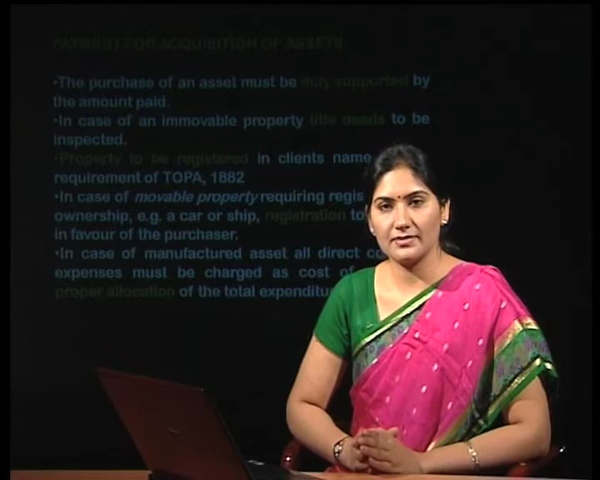 PAYMENT FOR ACQUISITION OF ASSETS
•The purchase of an asset must be duly supported by
the amount paid.
•In case of an immovable property title deeds to be
inspected.
•Property to be registered in clients name
requirement of TOPA, 1882
•In case of movable property requiring regis
ownership, e.g. a car or ship, registration to
in favour of the purchaser.
•In case of manufactured asset all direct co
expenses must be charged as cost of
proper allocation of the total expenditu